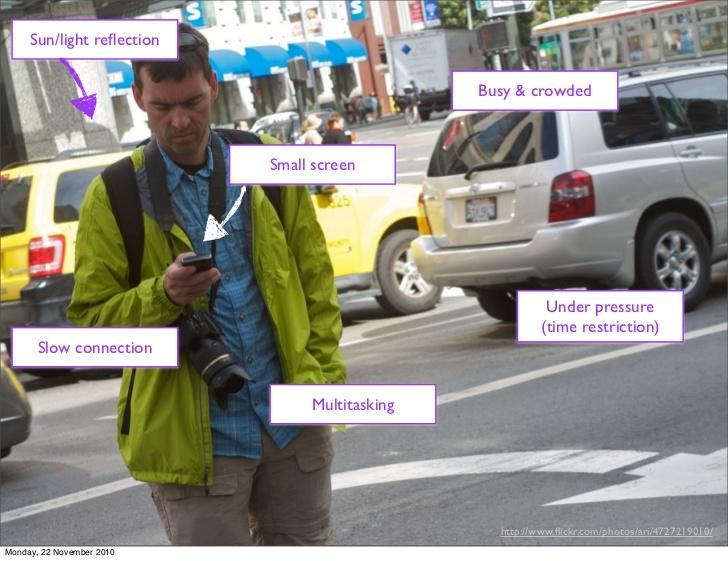 Sun/light reflection
Busy & crowded
Small screen
Under pressure
(time restriction)
Slow connection
Multitasking
http://www.flickr.com/photos/ari/4727219010/
Monday, 22 November 2010